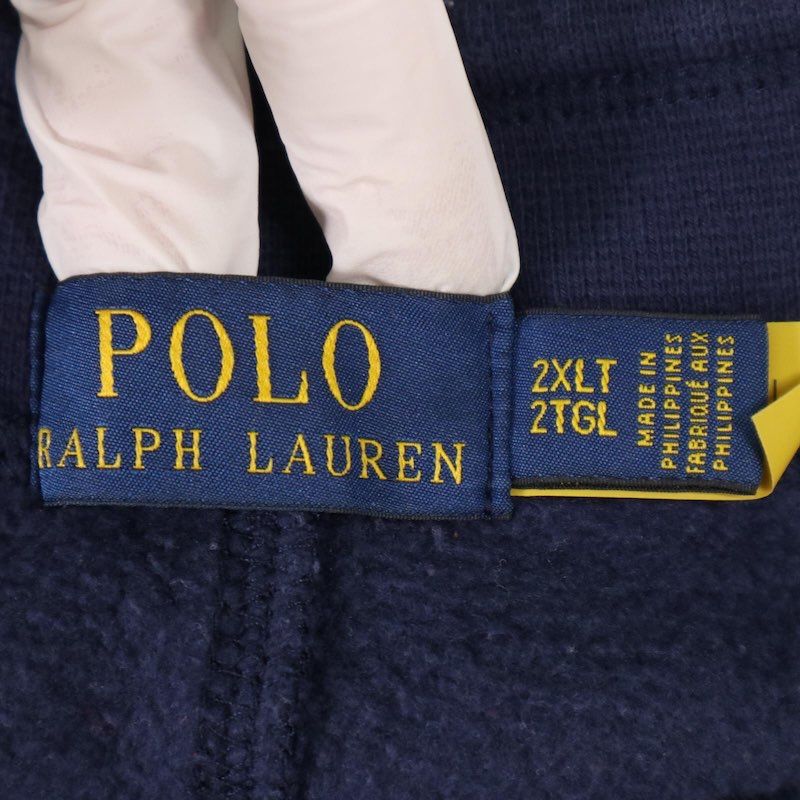 POLO
RALPH LAUREN
2XLT
2TGL
MADE IN
PHILIPPINES
FABRIQUÉ AUX
PHILIPPINES